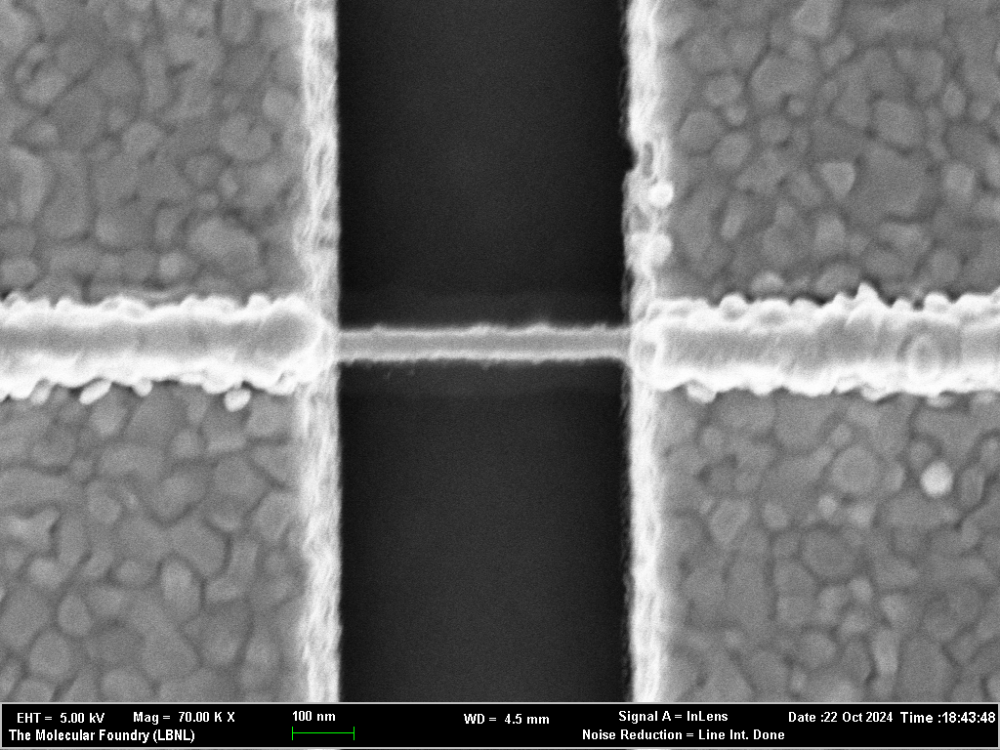 EHT = 5.00 kV Mag = 70.00 K X 100 nm WD = 4.5 mm Signal A = InLens Date :22 Oct 2024 Time :18:43:48
The Molecular Foundry (LBNL) Noise Reduction = Line Int. Done